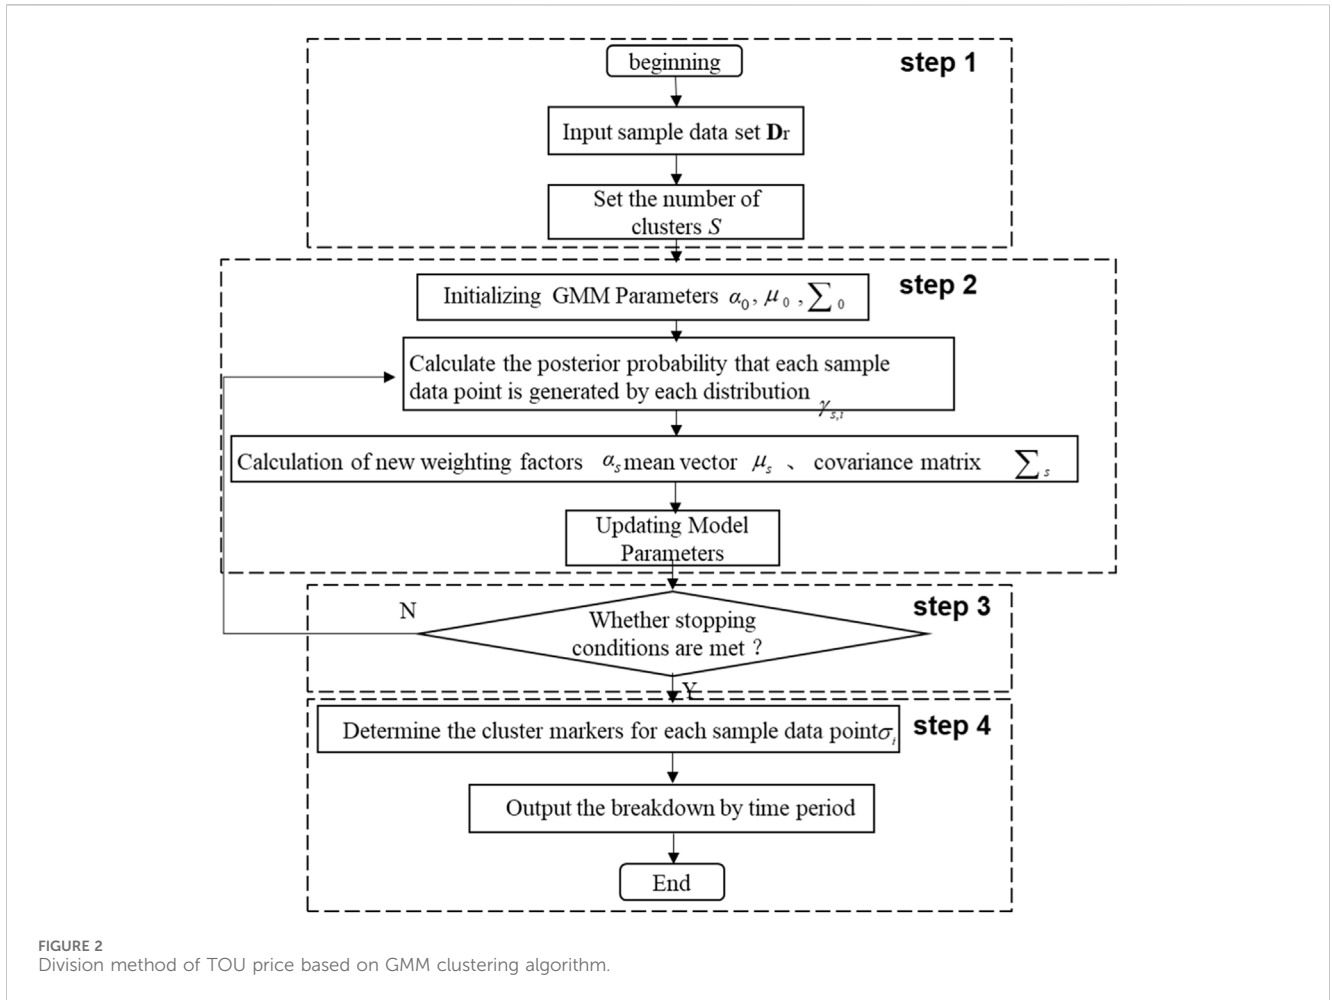 beginning
step 1
Input sample data set Dr
Set the number of
clusters S
step 2
Initializing GMM Parameters α₀, μ₀, ∑₀
Calculate the posterior probability that each sample
data point is generated by each distribution γs,i
Calculation of new weighting factors αs mean vector μs 、 covariance matrix ∑s
Updating Model
Parameters
step 3
N
Whether stopping
conditions are met ?
Y
step 4
Determine the cluster markers for each sample data point σi
Output the breakdown by time period
End
FIGURE 2
Division method of TOU price based on GMM clustering algorithm.